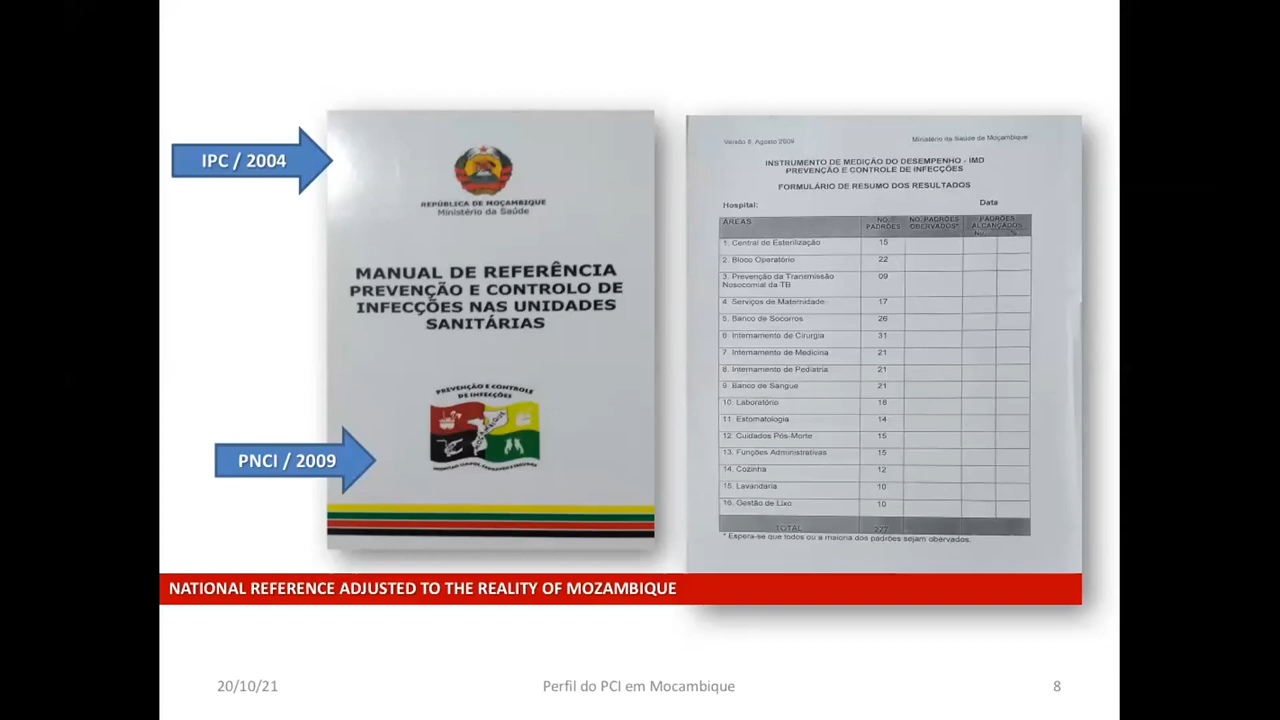 IPC / 2004
REPÚBLICA DE MOÇAMBIQUE
Ministério da Saúde
MANUAL DE REFERÊNCIA
PREVENÇÃO E CONTROLO DE
INFECÇÕES NAS UNIDADES
SANITÁRIAS
PREVENÇÃO E CONTROLE
DE INFECÇÕES
MOÇAMBIQUE
PNCI / 2009
Versão 8, Agosto 2009 Ministério da Saúde de Moçambique
INSTRUMENTO DE MEDIÇÃO DO DESEMPENHO - IMD
PREVENÇÃO E CONTROLE DE INFECÇÕES
FORMULÁRIO DE RESUMO DOS RESULTADOS
Hospital: Data
ÁREAS NO. PADRÕES NO. PADRÕES OBERVADOS* PADRÕES ALCANÇADOS
No. %
1. Central de Esterilização 15
2. Bloco Operatório 22
3. Prevenção da Transmissão
Nosocomial da TB 09
4 Serviços de Maternidade 17
5. Banco de Socorros 26
6 Internamento de Cirurgia 31
7 Internamento de Medicina 21
8. Internamento de Pediatria 21
9. Banco de Sangue 21
10. Laboratório
11 Estomatologia 14
12. Cuidados Pós-Morte 15
13. Funções Administrativas 15
14. Cozinha 12
15. Lavandaria 10
16. Gestão de Lixo 10
TOTAL
* Espera-se que todos ou a maioria dos padrões sejam obervados.
NATIONAL REFERENCE ADJUSTED TO THE REALITY OF MOZAMBIQUE
20/10/21 Perfil do PCI em Mocambique 8